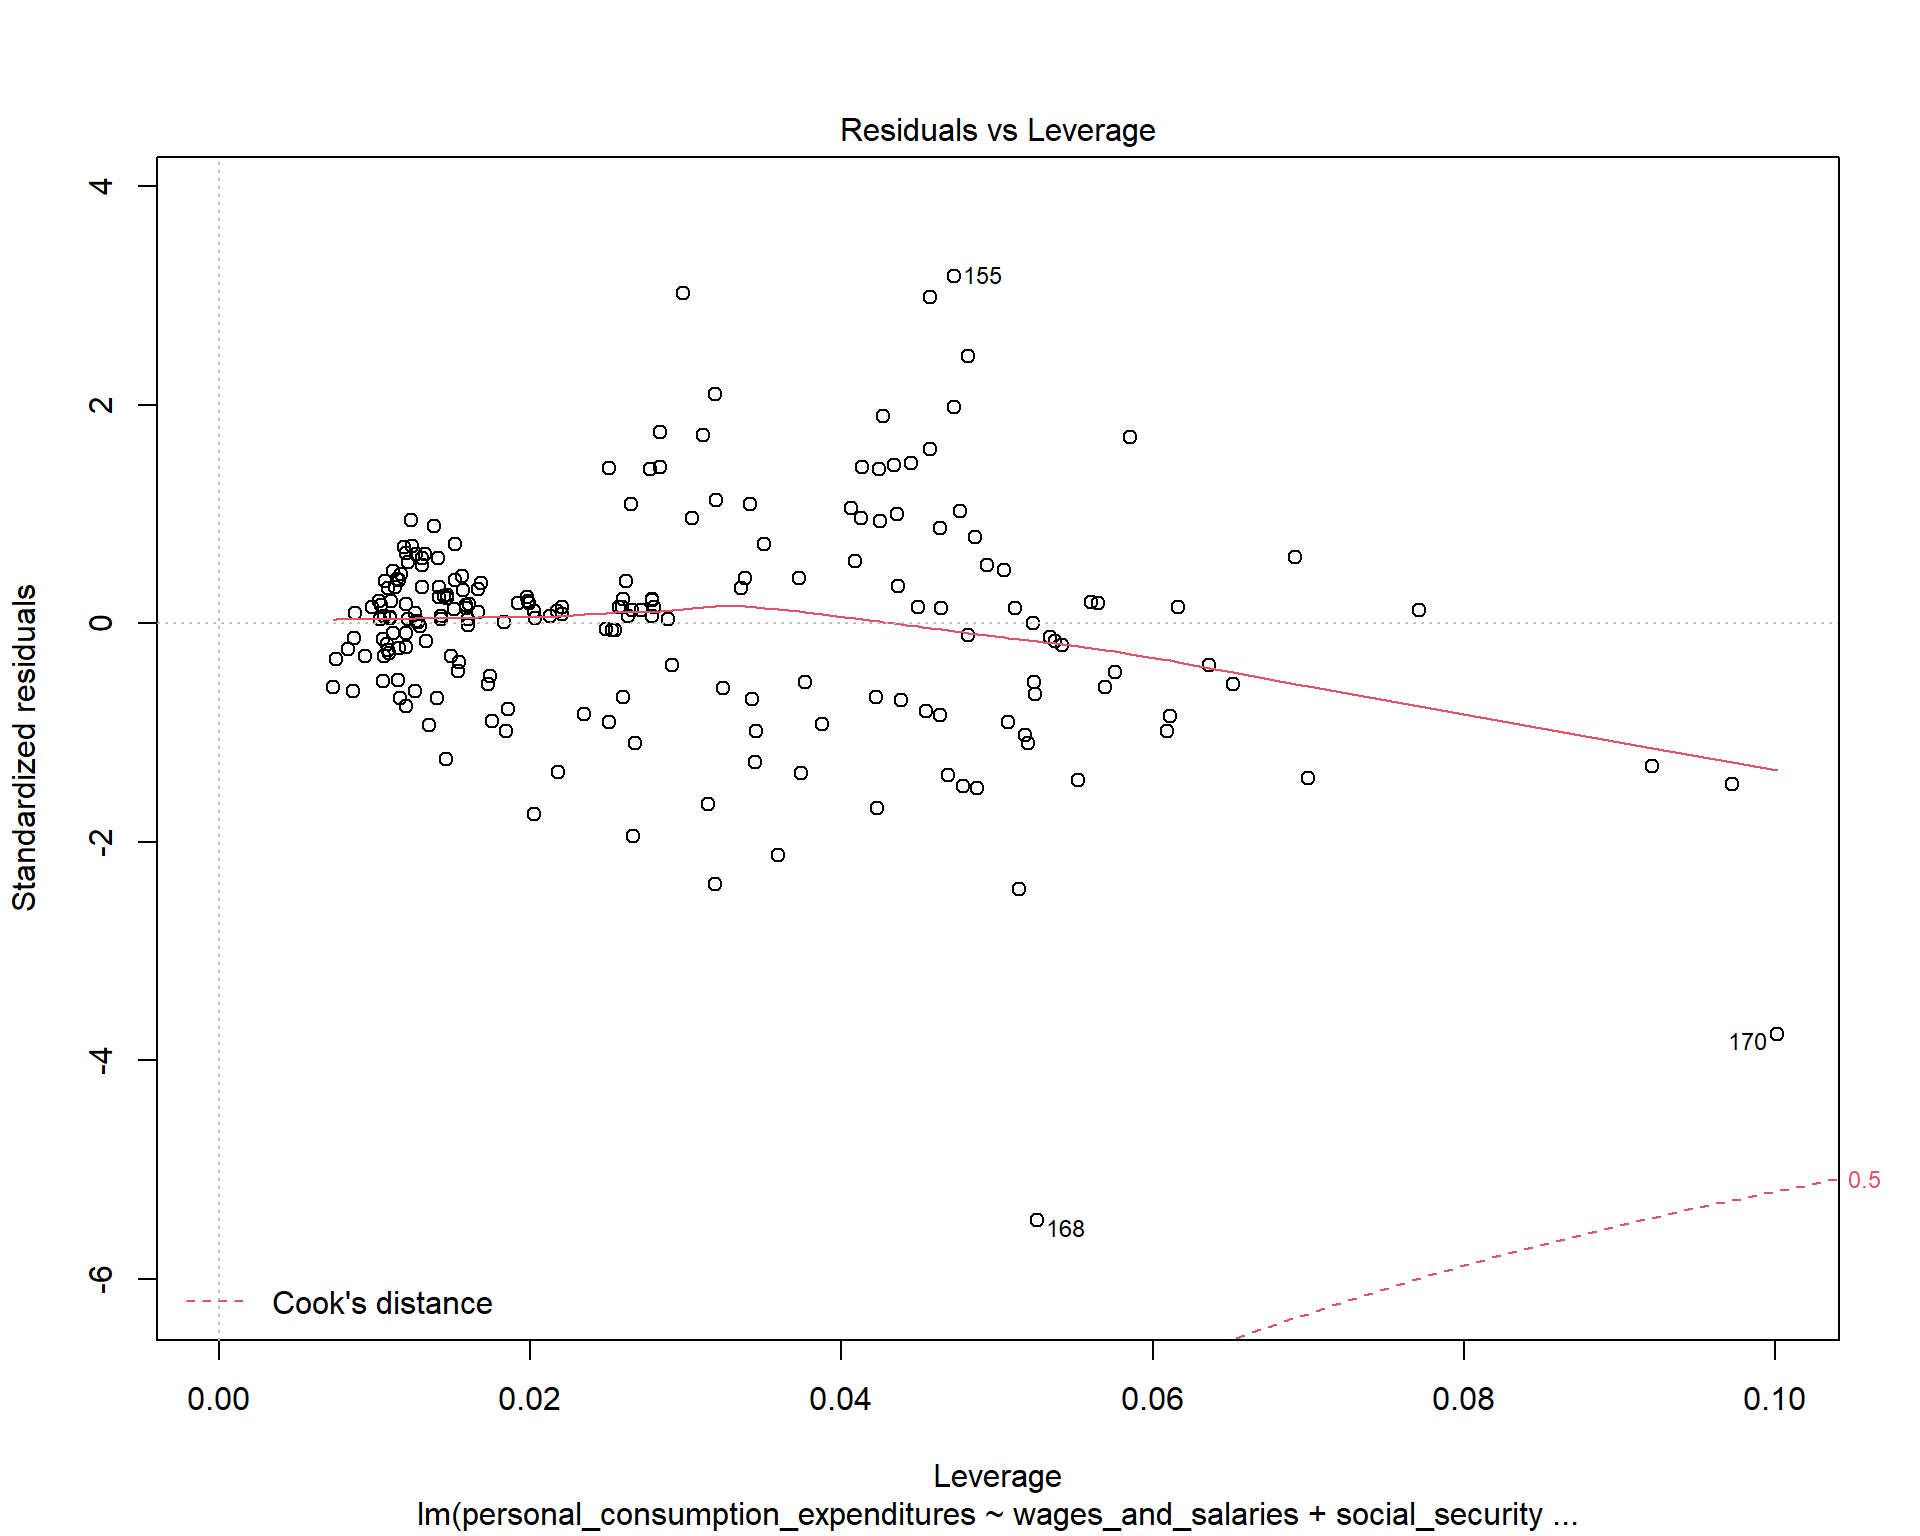 Residuals vs Leverage
4
2
0
-2
-4
-6
Standardized residuals
155
170
168
0.5
Cook's distance
0.00 0.02 0.04 0.06 0.08 0.10
Leverage
lm(personal_consumption_expenditures ~ wages_and_salaries + social_security ...